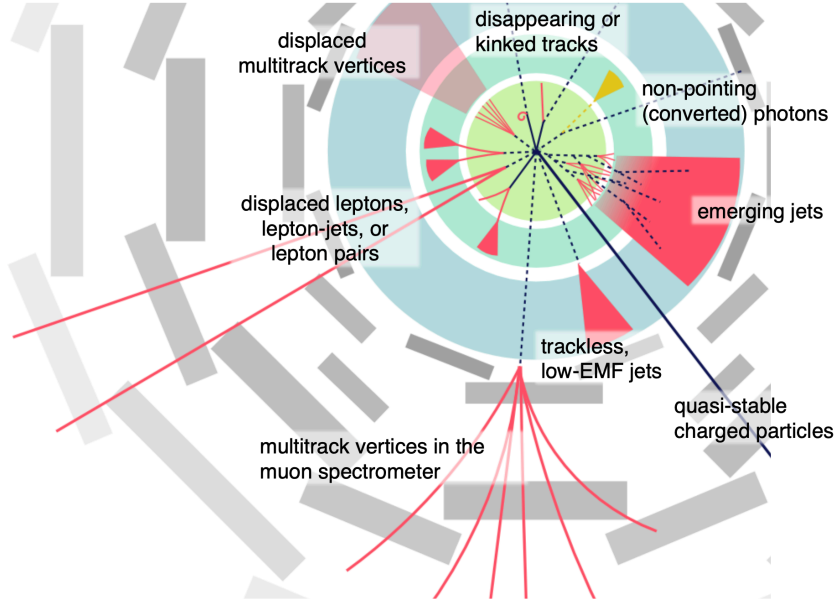 disappearing or
kinked tracks
displaced
multitrack vertices
non-pointing
(converted) photons
displaced leptons,
lepton-jets, or
lepton pairs
emerging jets
trackless,
low-EMF jets
quasi-stable
charged particles
multitrack vertices in the
muon spectrometer